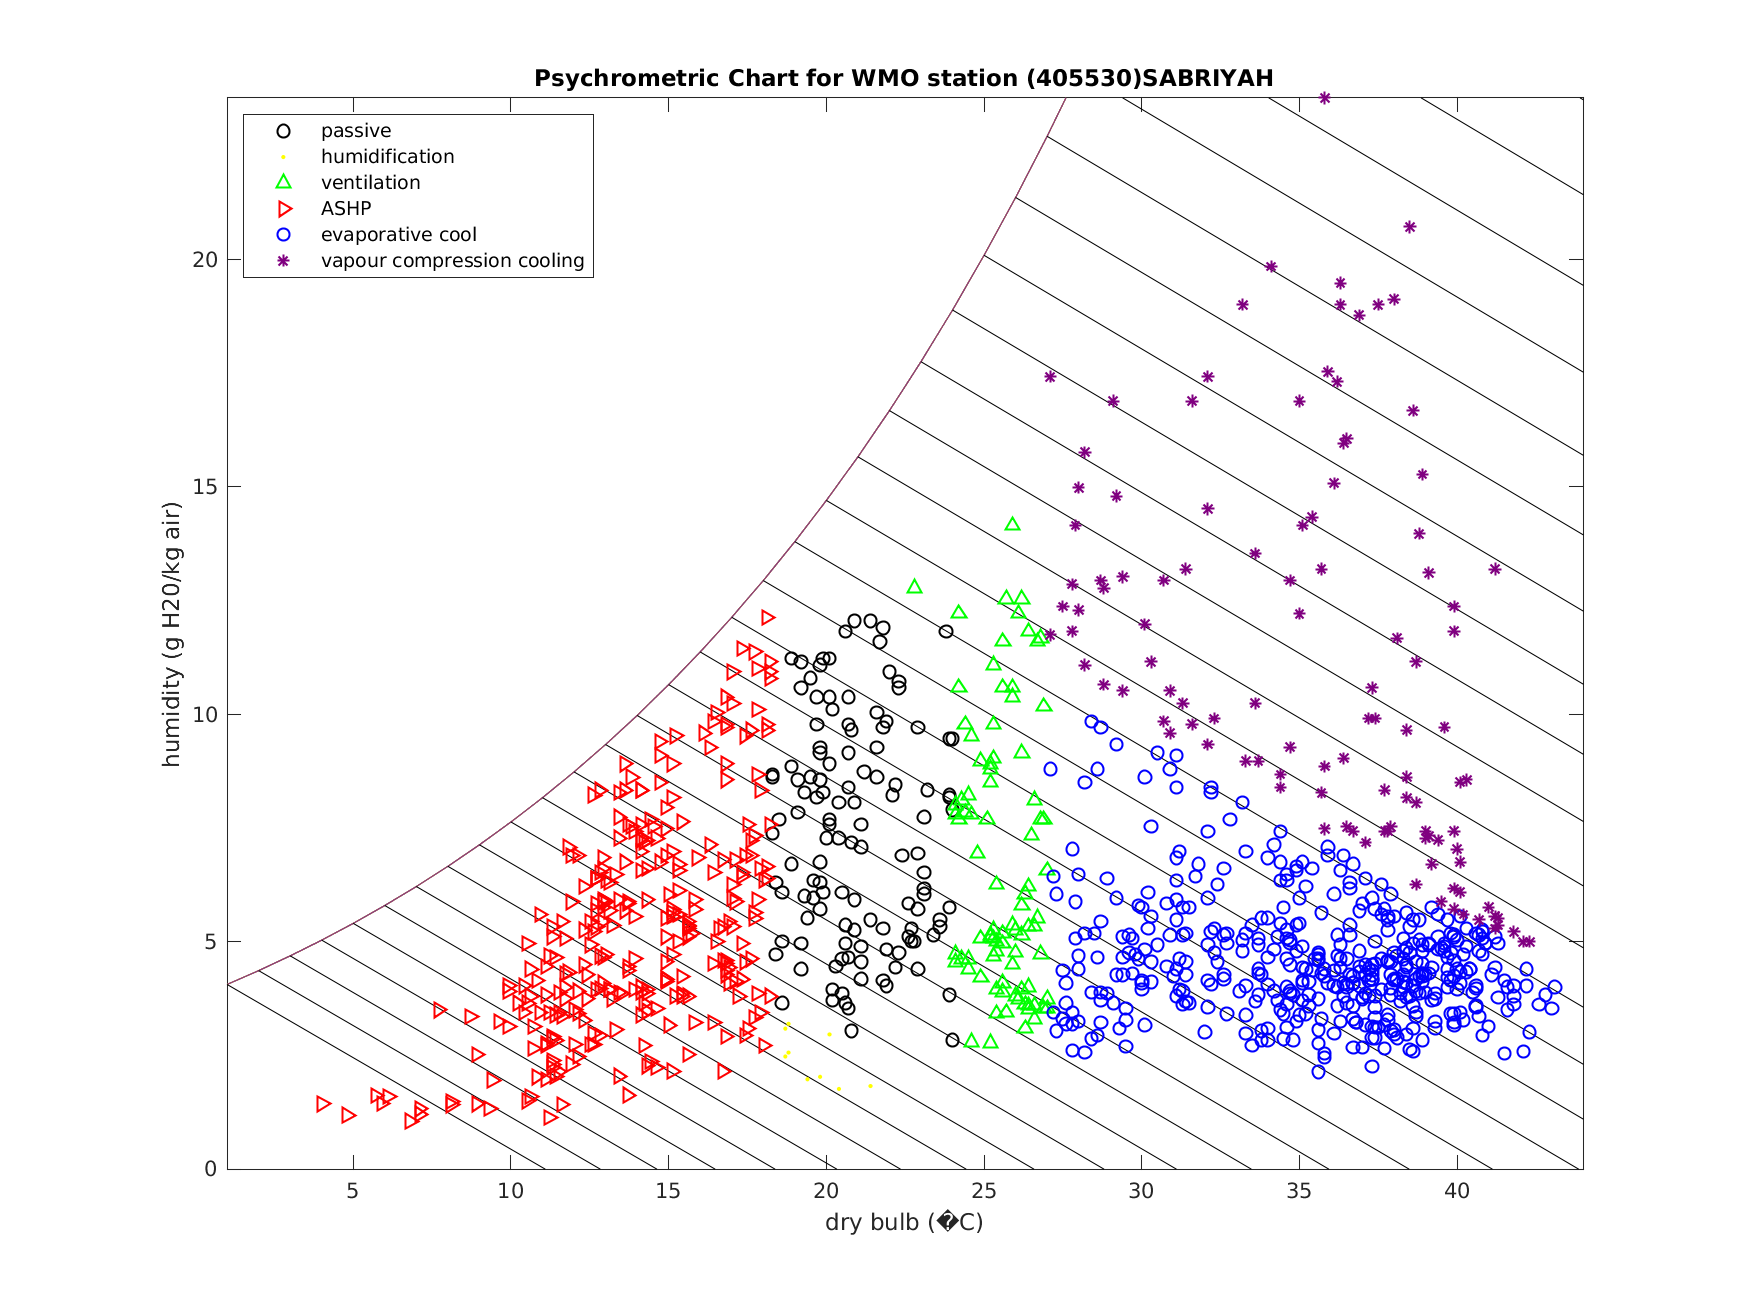 Psychrometric Chart for WMO station (405530)SABRIYAH
passive
humidification
ventilation
ASHP
evaporative cool
vapour compression cooling
20
15
10
5
0
humidity (g H20/kg air)
5 10 15 20 25 30 35 40
dry bulb (�C)